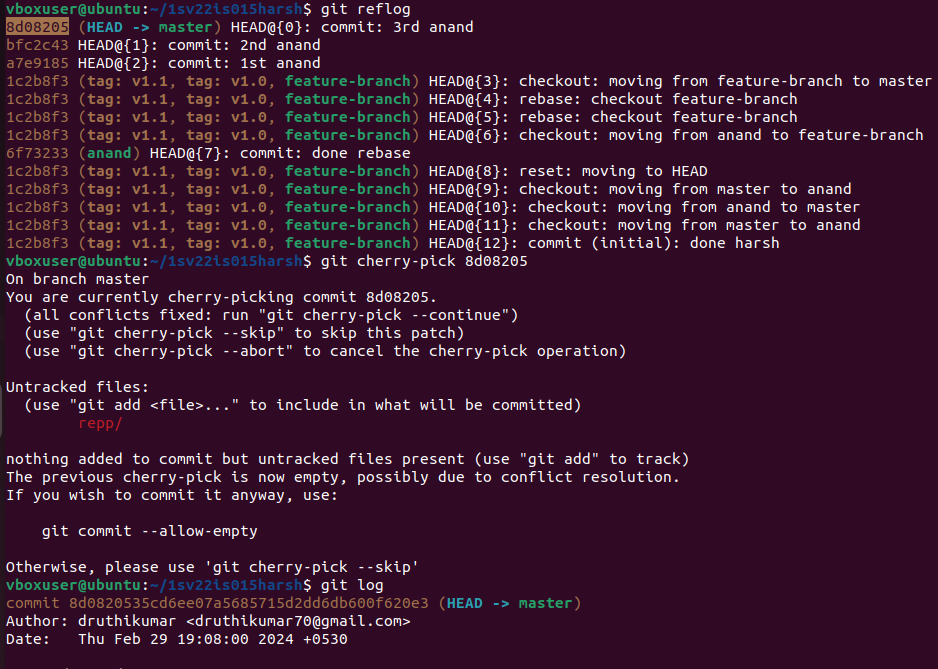 vboxuser@ubuntu:~/1sv22is015harsh$ git reflog
8d08205 (HEAD -> master) HEAD@{0}: commit: 3rd anand
bfc2c43 HEAD@{1}: commit: 2nd anand
a7e9185 HEAD@{2}: commit: 1st anand
1c2b8f3 (tag: v1.1, tag: v1.0, feature-branch) HEAD@{3}: checkout: moving from feature-branch to master
1c2b8f3 (tag: v1.1, tag: v1.0, feature-branch) HEAD@{4}: rebase: checkout feature-branch
1c2b8f3 (tag: v1.1, tag: v1.0, feature-branch) HEAD@{5}: rebase: checkout feature-branch
1c2b8f3 (tag: v1.1, tag: v1.0, feature-branch) HEAD@{6}: checkout: moving from anand to feature-branch
6f73233 (anand) HEAD@{7}: commit: done rebase
1c2b8f3 (tag: v1.1, tag: v1.0, feature-branch) HEAD@{8}: reset: moving to HEAD
1c2b8f3 (tag: v1.1, tag: v1.0, feature-branch) HEAD@{9}: checkout: moving from master to anand
1c2b8f3 (tag: v1.1, tag: v1.0, feature-branch) HEAD@{10}: checkout: moving from anand to master
1c2b8f3 (tag: v1.1, tag: v1.0, feature-branch) HEAD@{11}: checkout: moving from master to anand
1c2b8f3 (tag: v1.1, tag: v1.0, feature-branch) HEAD@{12}: commit (initial): done harsh
vboxuser@ubuntu:~/1sv22is015harsh$ git cherry-pick 8d08205
On branch master
You are currently cherry-picking commit 8d08205.
  (all conflicts fixed: run "git cherry-pick --continue")
  (use "git cherry-pick --skip" to skip this patch)
  (use "git cherry-pick --abort" to cancel the cherry-pick operation)
Untracked files:
  (use "git add <file>..." to include in what will be committed)
        repp/
nothing added to commit but untracked files present (use "git add" to track)
The previous cherry-pick is now empty, possibly due to conflict resolution.
If you wish to commit it anyway, use:
    git commit --allow-empty
Otherwise, please use 'git cherry-pick --skip'
vboxuser@ubuntu:~/1sv22is015harsh$ git log
commit 8d0820535cd6ee07a5685715d2dd6db600f620e3 (HEAD -> master)
Author: druthikumar <druthikumar70@gmail.com>
Date:   Thu Feb 29 19:08:00 2024 +0530